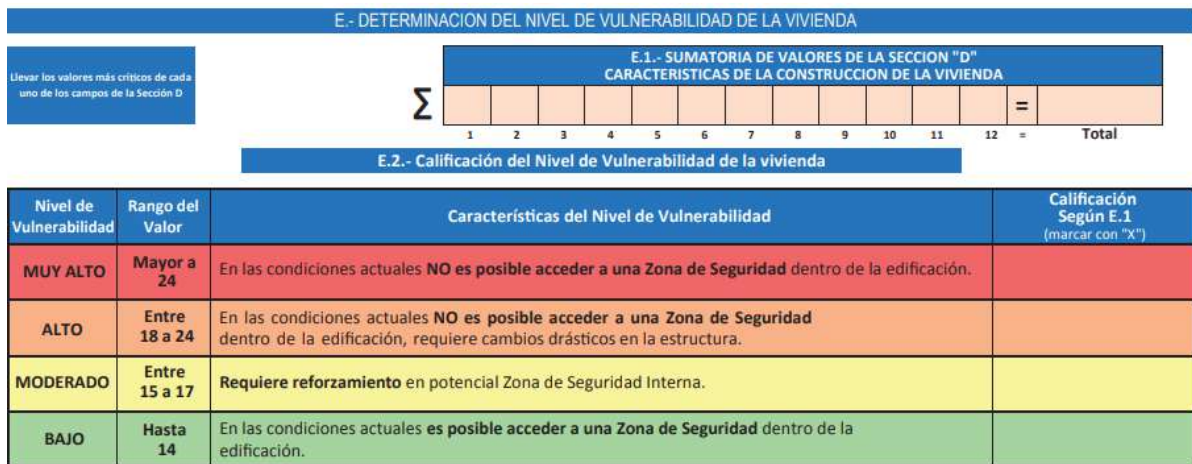 E.- DETERMINACION DEL NIVEL DE VULNERABILIDAD DE LA VIVIENDA
Llevar los valores más críticos de cada
uno de los campos de la Sección D
E.1.- SUMATORIA DE VALORES DE LA SECCION "D"
CARACTERISTICAS DE LA CONSTRUCCION DE LA VIVIENDA
Σ =
1 2 3 4 5 6 7 8 9 10 11 12 = Total
E.2.- Calificación del Nivel de Vulnerabilidad de la vivienda
Nivel de
Vulnerabilidad
Rango del
Valor
Características del Nivel de Vulnerabilidad
Calificación
Según E.1
(marcar con "X")
MUY ALTO
Mayor a
24
En las condiciones actuales NO es posible acceder a una Zona de Seguridad dentro de la edificación.
ALTO
Entre
18 a 24
En las condiciones actuales NO es posible acceder a una Zona de Seguridad
dentro de la edificación, requiere cambios drásticos en la estructura.
MODERADO
Entre
15 a 17
Requiere reforzamiento en potencial Zona de Seguridad Interna.
BAJO
Hasta
14
En las condiciones actuales es posible acceder a una Zona de Seguridad dentro de la
edificación.